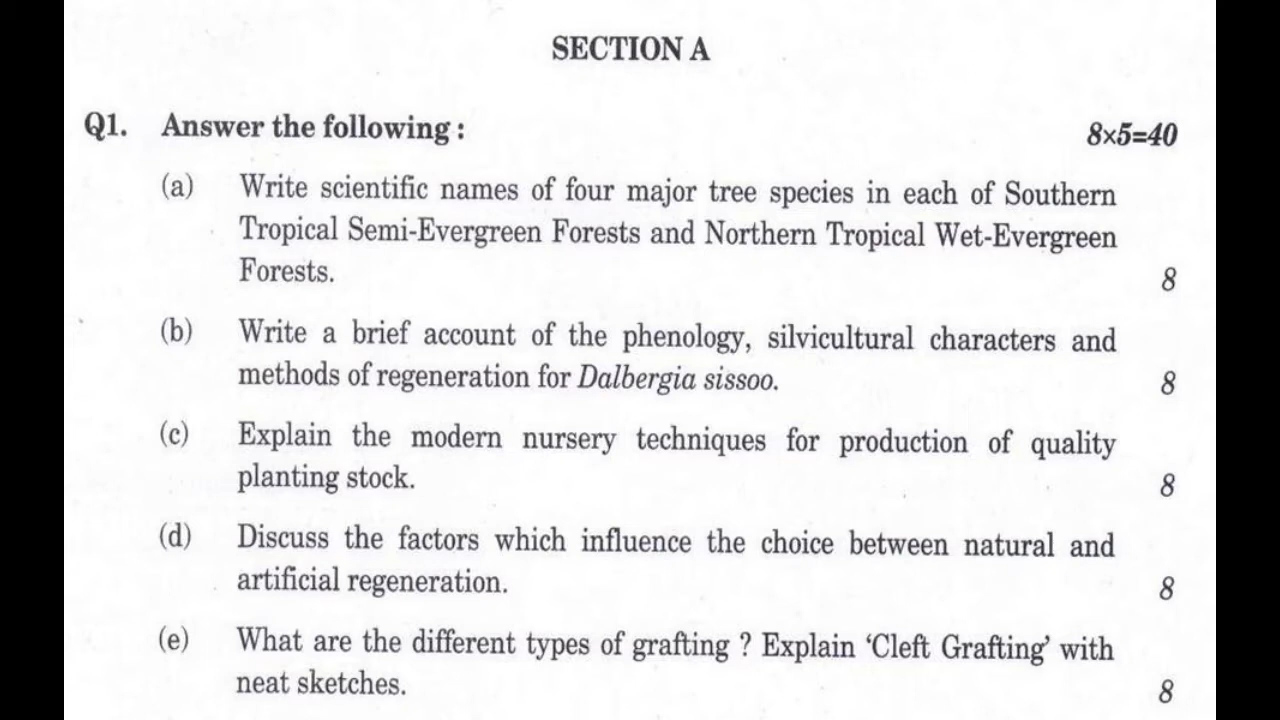 SECTION A
Q1. Answer the following : 8×5=40
(a) Write scientific names of four major tree species in each of Southern
Tropical Semi-Evergreen Forests and Northern Tropical Wet-Evergreen
Forests. 8
(b) Write a brief account of the phenology, silvicultural characters and
methods of regeneration for Dalbergia sissoo. 8
(c) Explain the modern nursery techniques for production of quality
planting stock. 8
(d) Discuss the factors which influence the choice between natural and
artificial regeneration. 8
(e) What are the different types of grafting ? Explain ‘Cleft Grafting’ with
neat sketches. 8